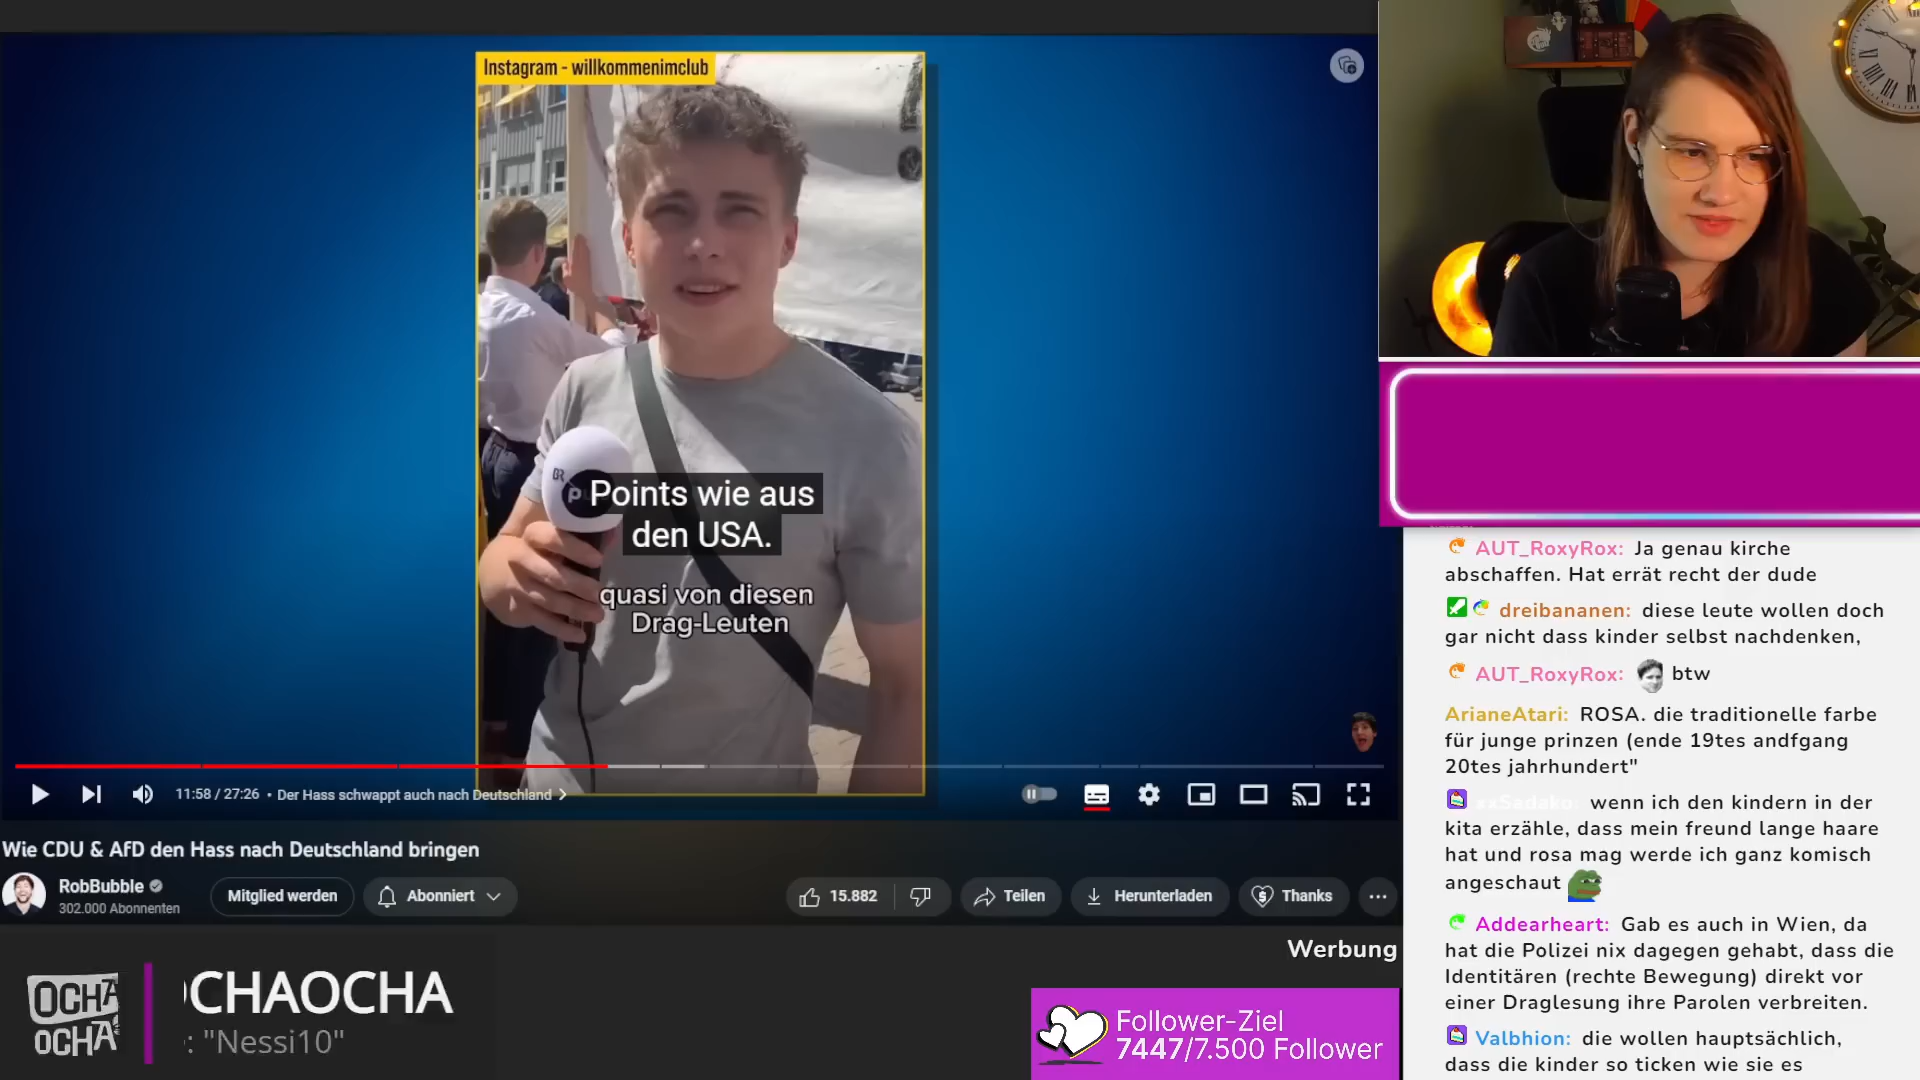 Instagram - willkommenimclub
BR
Points wie aus
den USA.
quasi von diesen
Drag-Leuten
11:58 / 27:26 • Der Hass schwappt auch nach Deutschland
Wie CDU & AfD den Hass nach Deutschland bringen
RobBubble
302.000 Abonnenten
Mitglied werden
Abonniert
15.882
Teilen
Herunterladen
Thanks
Werbung
OCHA
OCHA
CHAOCHA
: "Nessi10"
Follower-Ziel
7447/7.500 Follower
AUT_RoxyRox: Ja genau kirche
abschaffen. Hat errät recht der dude
dreibananen: diese leute wollen doch
gar nicht dass kinder selbst nachdenken,
AUT_RoxyRox: btw
ArianeAtari: ROSA. die traditionelle farbe
für junge prinzen (ende 19tes andfgang
20tes jahrhundert"
xxSadako: wenn ich den kindern in der
kita erzähle, dass mein freund lange haare
hat und rosa mag werde ich ganz komisch
angeschaut
Addearheart: Gab es auch in Wien, da
hat die Polizei nix dagegen gehabt, dass die
Identitären (rechte Bewegung) direkt vor
einer Draglesung ihre Parolen verbreiten.
Valbhion: die wollen hauptsächlich,
dass die kinder so ticken wie sie es